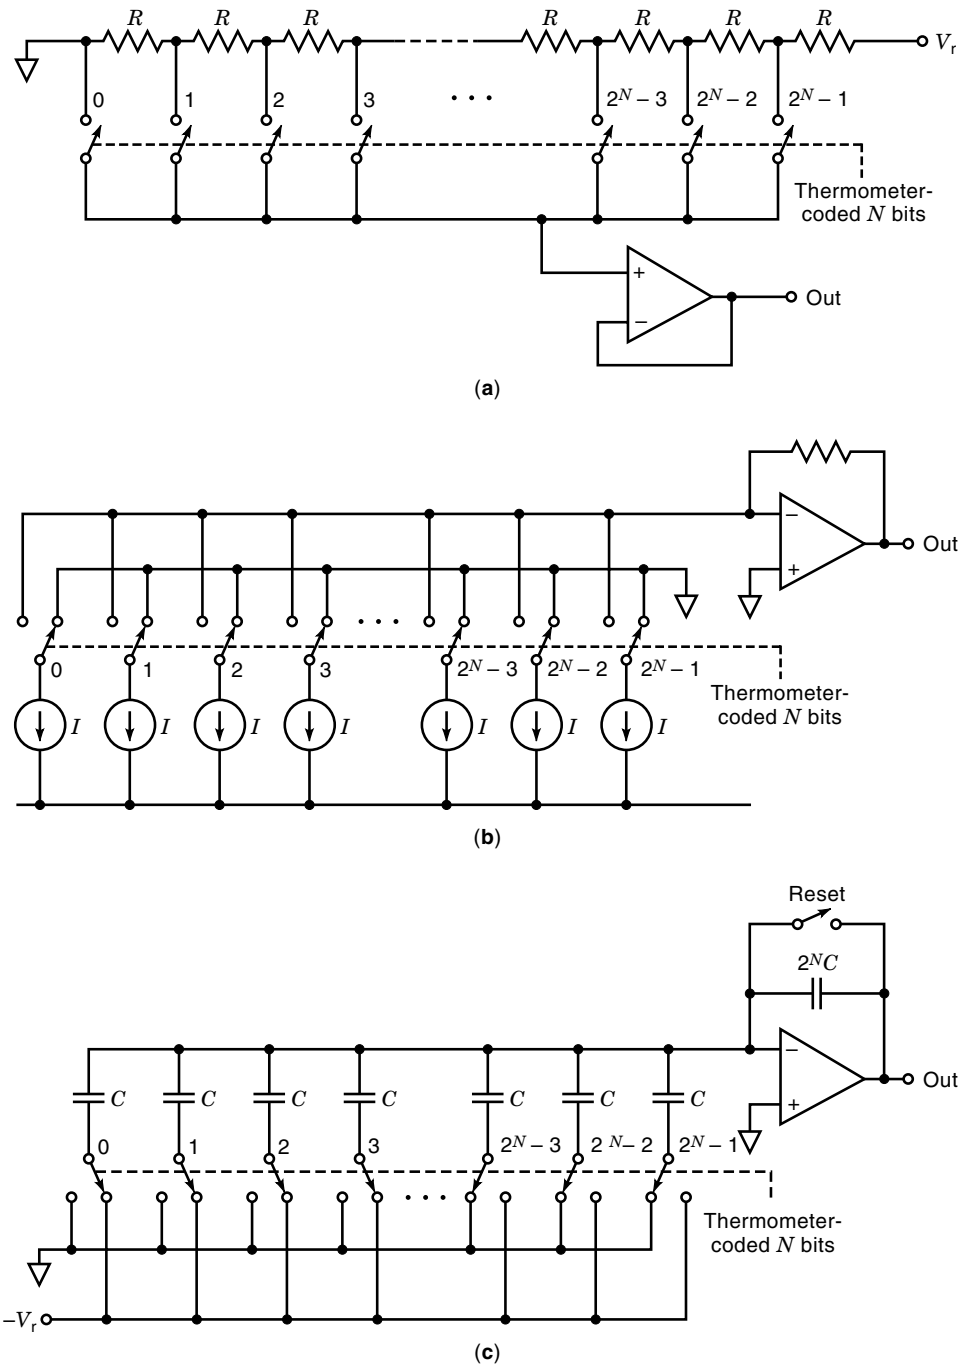 R R R R R R R
V_r
0 1 2 3 . . . 2^N – 3 2^N – 2 2^N – 1
Thermometer-
coded N bits
+
–
Out
(a)
–
+
Out
. . .
0 1 2 3 2^N – 3 2^N – 2 2^N – 1
Thermometer-
coded N bits
I I I I I I I
(b)
Reset
2^N C
–
+
Out
C C C C C C C
0 1 2 3 2^N – 3 2^N – 2 2^N – 1
. . .
Thermometer-
coded N bits
–V_r
(c)